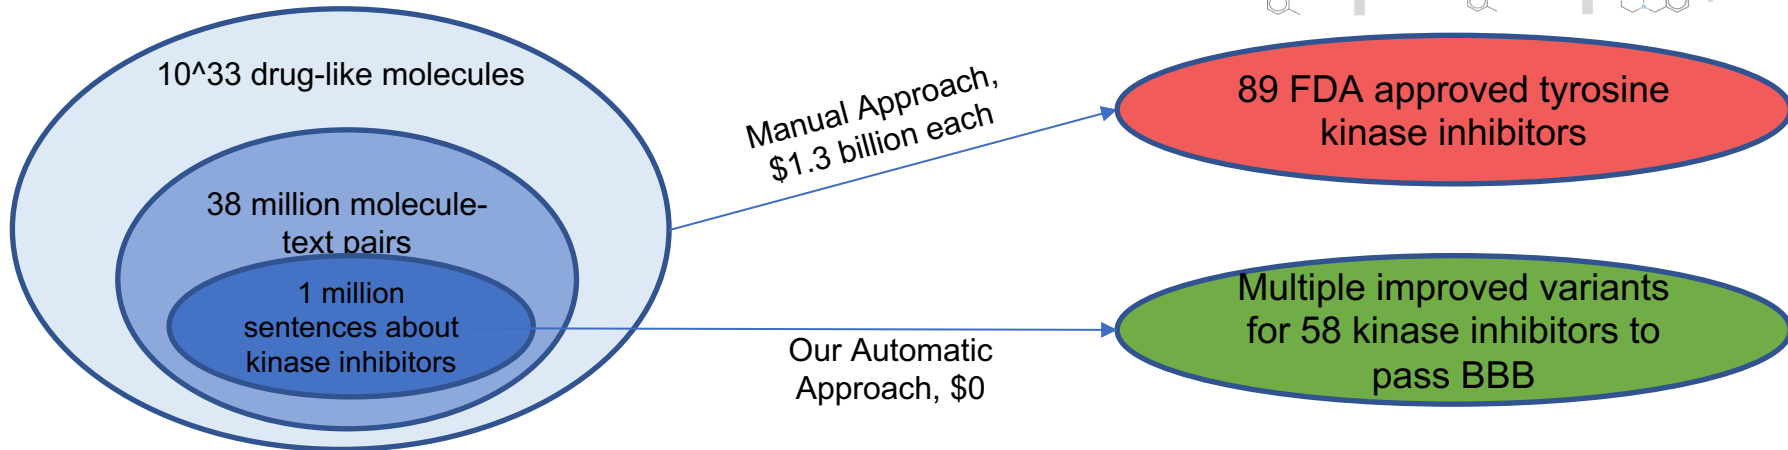 10^33 drug-like molecules
38 million molecule-
text pairs
1 million
sentences about
kinase inhibitors
Manual Approach,
$1.3 billion each
89 FDA approved tyrosine
kinase inhibitors
Our Automatic
Approach, $0
Multiple improved variants
for 58 kinase inhibitors to
pass BBB